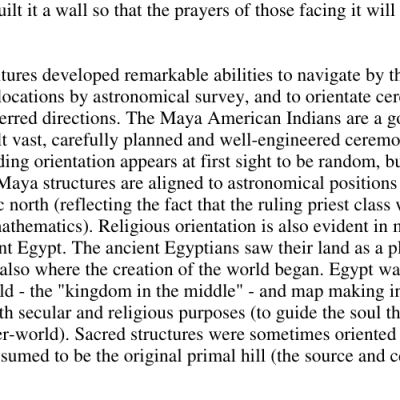 uilt it a wall so that the prayers of those facing it will
tures developed remarkable abilities to navigate by th
locations by astronomical survey, and to orientate cer
erred directions. The Maya American Indians are a go
lt vast, carefully planned and well-engineered ceremo
ding orientation appears at first sight to be random, bu
Maya structures are aligned to astronomical positions
c north (reflecting the fact that the ruling priest class w
mathematics). Religious orientation is also evident in m
nt Egypt. The ancient Egyptians saw their land as a pl
also where the creation of the world began. Egypt wa
ld - the "kingdom in the middle" - and map making in
th secular and religious purposes (to guide the soul th
er-world). Sacred structures were sometimes oriented
sumed to be the original primal hill (the source and ce